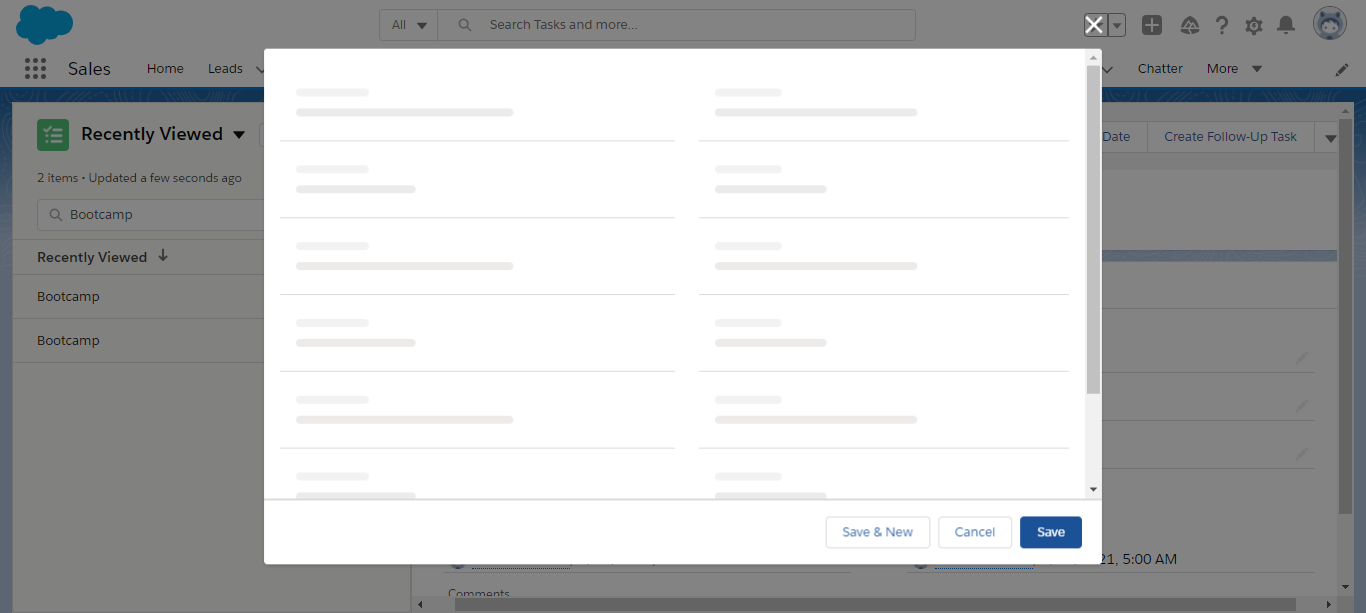 All
Search Tasks and more...
Sales
Home
Leads
Chatter
More
Recently Viewed
Date
Create Follow-Up Task
2 items • Updated a few seconds ago
Bootcamp
Recently Viewed
Bootcamp
Bootcamp
Save & New
Cancel
Save
21, 5:00 AM
Comments